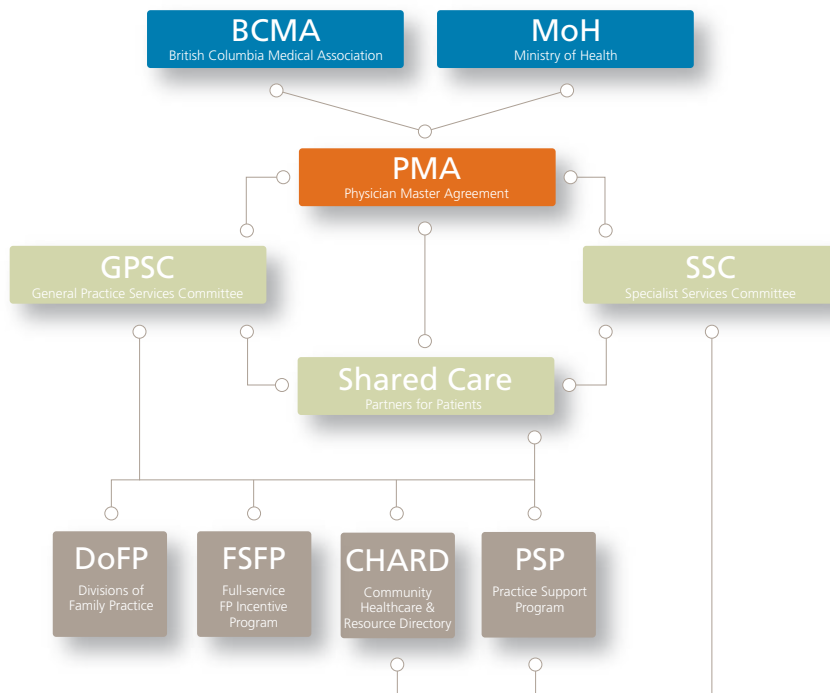 BCMA
British Columbia Medical Association
MoH
Ministry of Health
PMA
Physician Master Agreement
GPSC
General Practice Services Committee
SSC
Specialist Services Committee
Shared Care
Partners for Patients
DoFP
Divisions of
Family Practice
FSFP
Full-service
FP Incentive
Program
CHARD
Community
Healthcare &
Resource Directory
PSP
Practice Support
Program